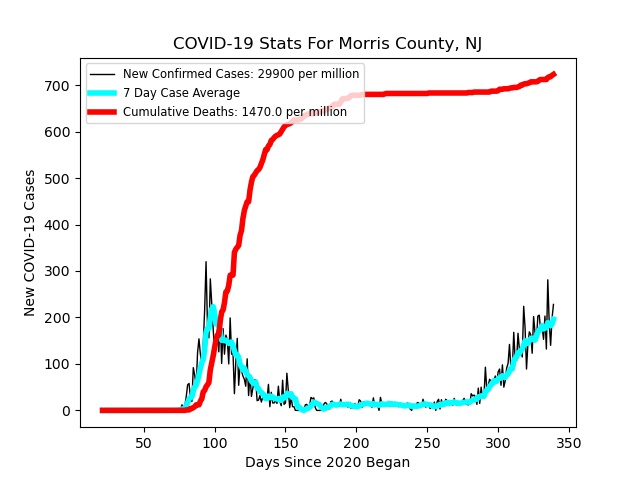 COVID-19 Stats For Morris County, NJ
New Confirmed Cases: 29900 per million
7 Day Case Average
Cumulative Deaths: 1470.0 per million
New COVID-19 Cases
700
600
500
400
300
200
100
0
50 100 150 200 250 300 350
Days Since 2020 Began